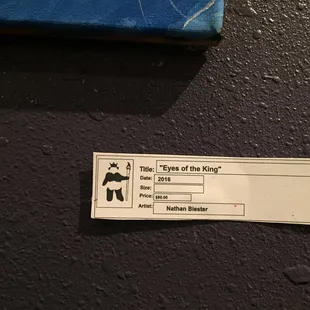 Title: "Eyes of the King"
Date: 2016
Size:
Price: $80.00
Artist: Nathan Biester